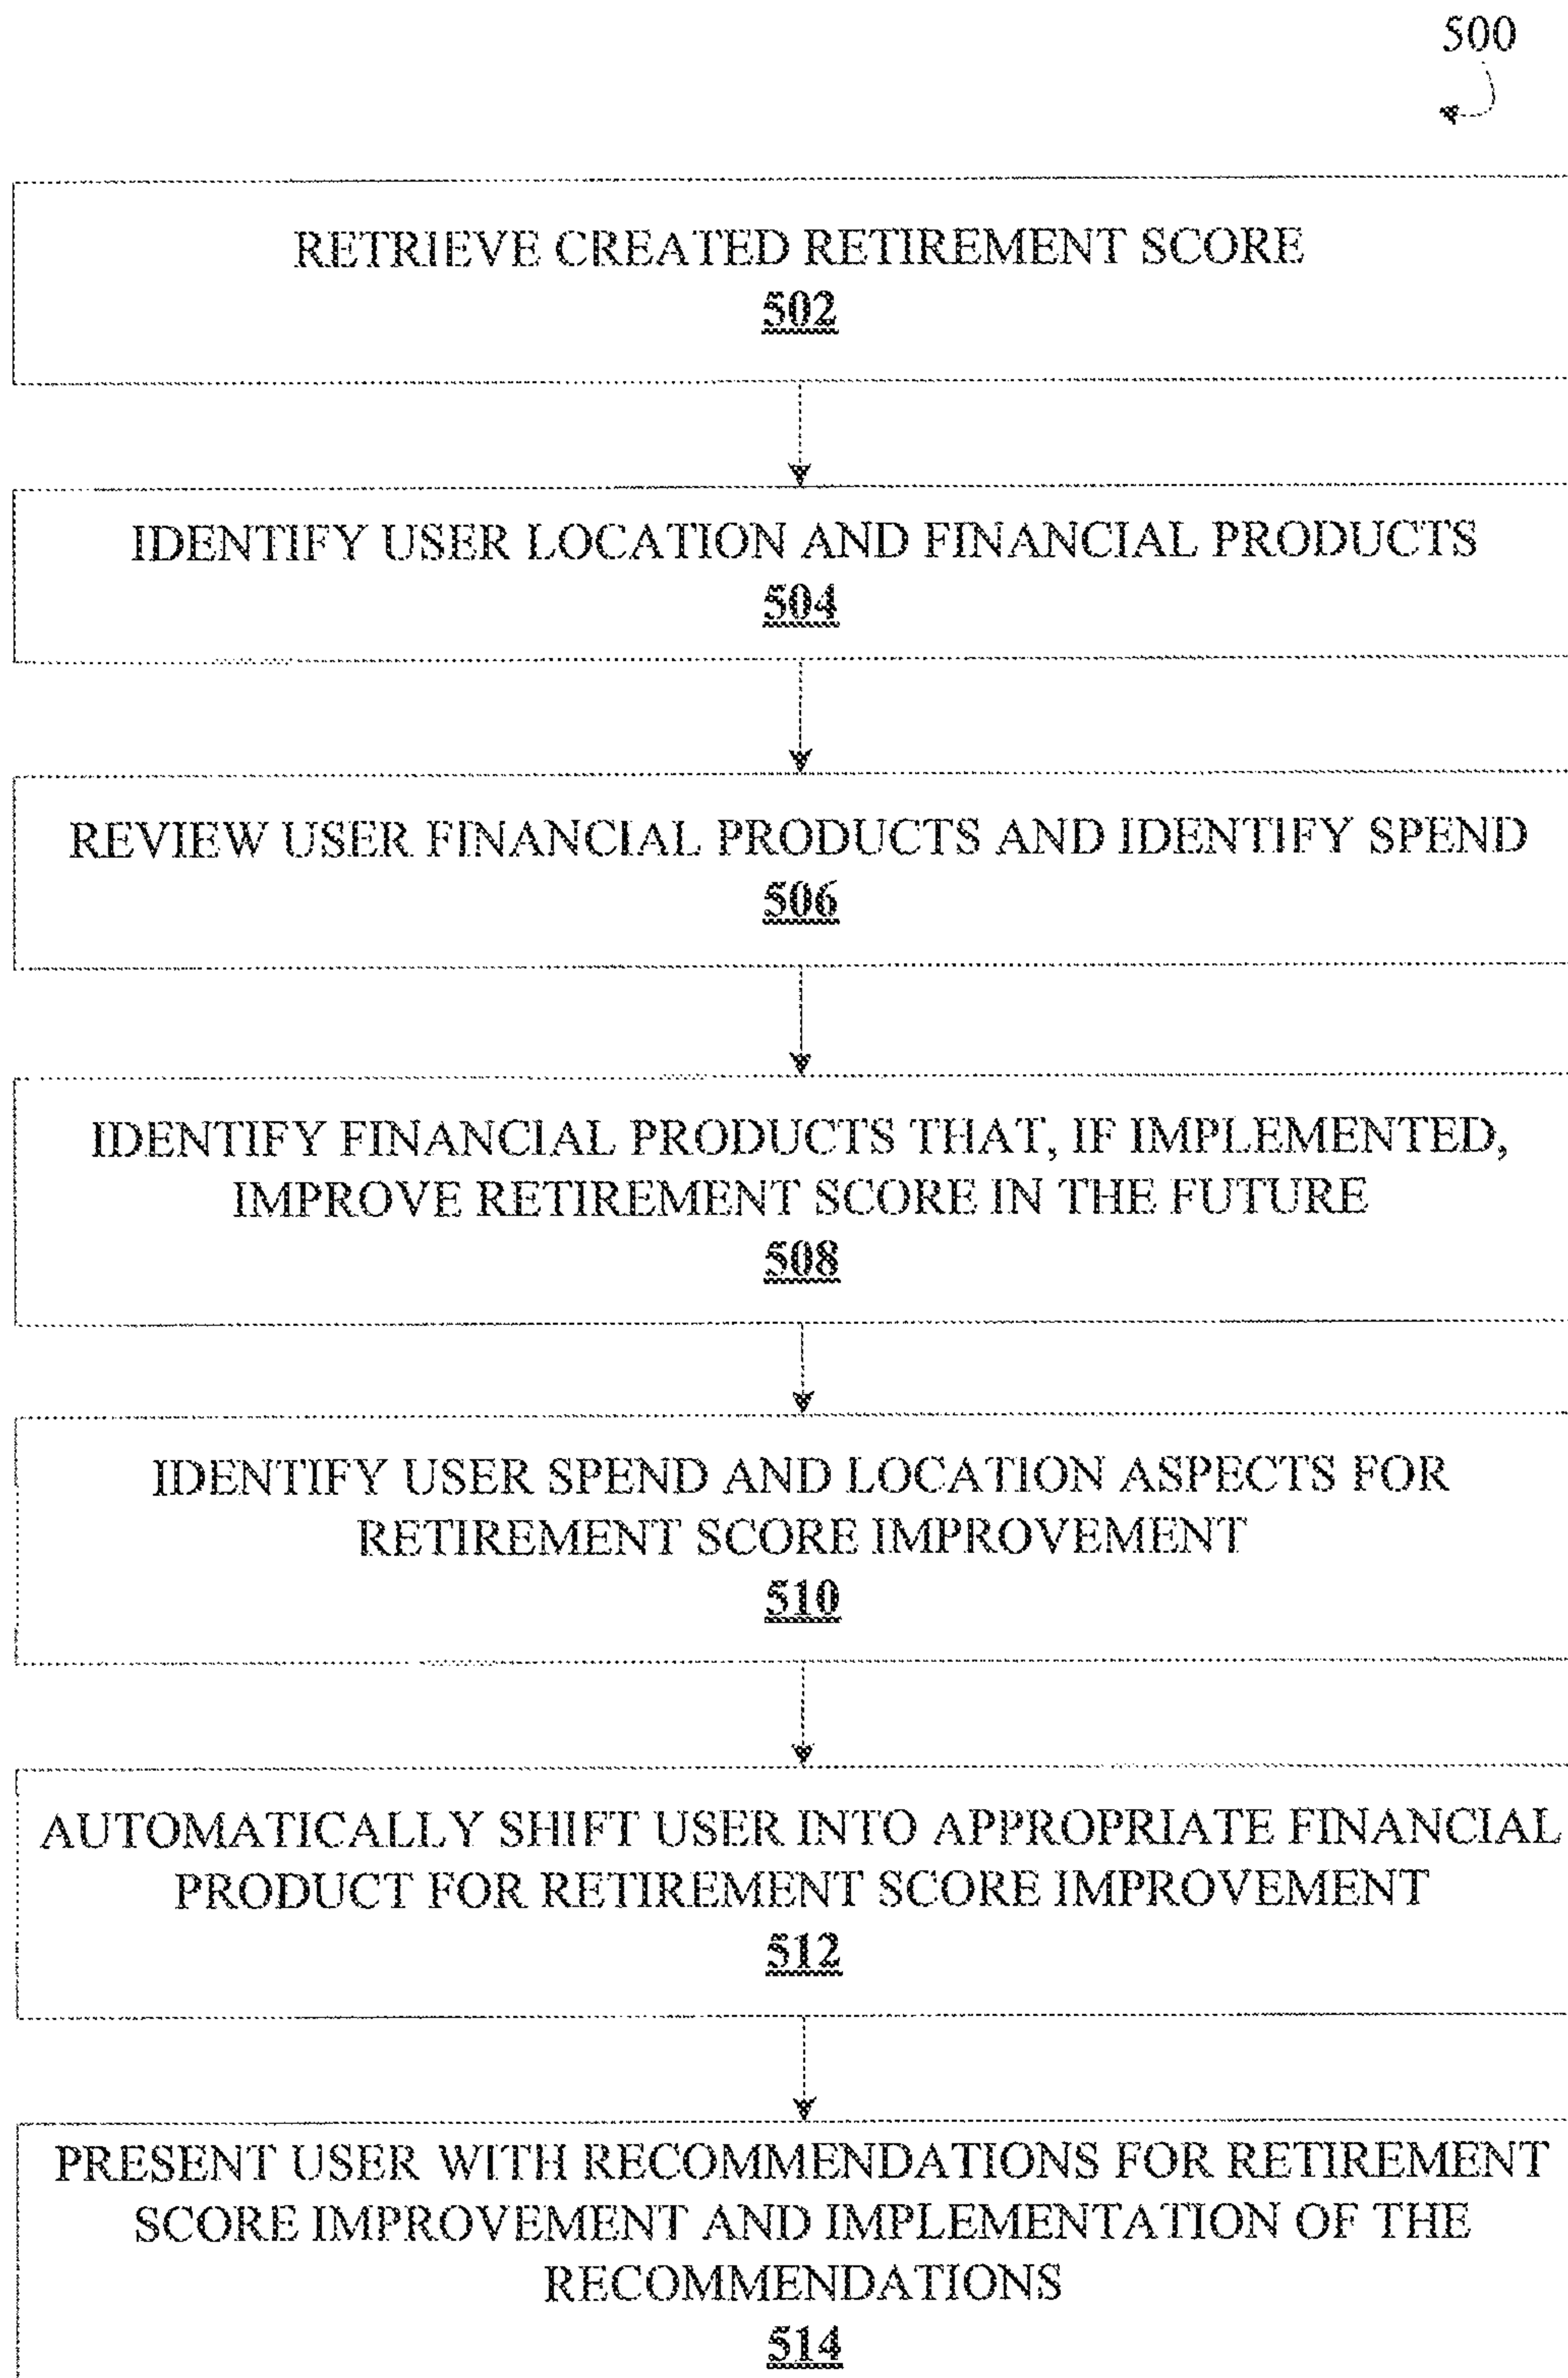 500
RETRIEVE CREATED RETIREMENT SCORE
502
IDENTIFY USER LOCATION AND FINANCIAL PRODUCTS
504
REVIEW USER FINANCIAL PRODUCTS AND IDENTIFY SPEND
506
IDENTIFY FINANCIAL PRODUCTS THAT, IF IMPLEMENTED,
IMPROVE RETIREMENT SCORE IN THE FUTURE
508
IDENTIFY USER SPEND AND LOCATION ASPECTS FOR
RETIREMENT SCORE IMPROVEMENT
510
AUTOMATICALLY SHIFT USER INTO APPROPRIATE FINANCIAL
PRODUCT FOR RETIREMENT SCORE IMPROVEMENT
512
PRESENT USER WITH RECOMMENDATIONS FOR RETIREMENT
SCORE IMPROVEMENT AND IMPLEMENTATION OF THE
RECOMMENDATIONS
514